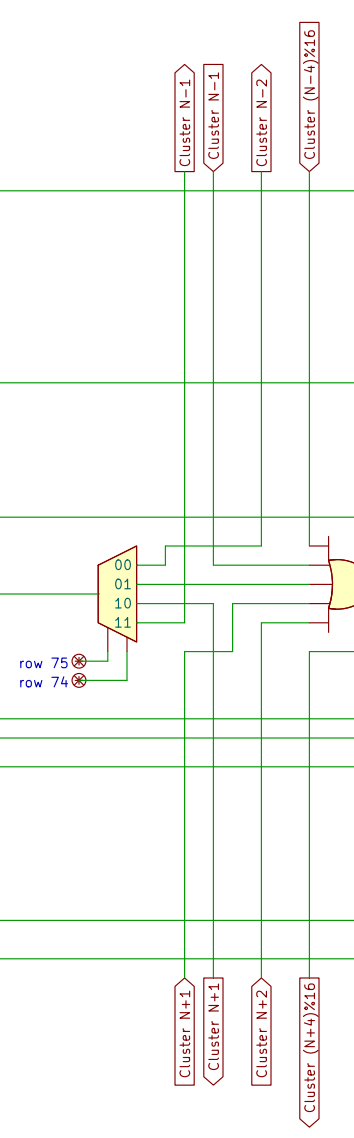 Cluster N-1
Cluster N-1
Cluster N-2
Cluster (N-4)%16
00
01
10
11
row 75
row 74
Cluster N+1
Cluster N+1
Cluster N+2
Cluster (N+4)%16